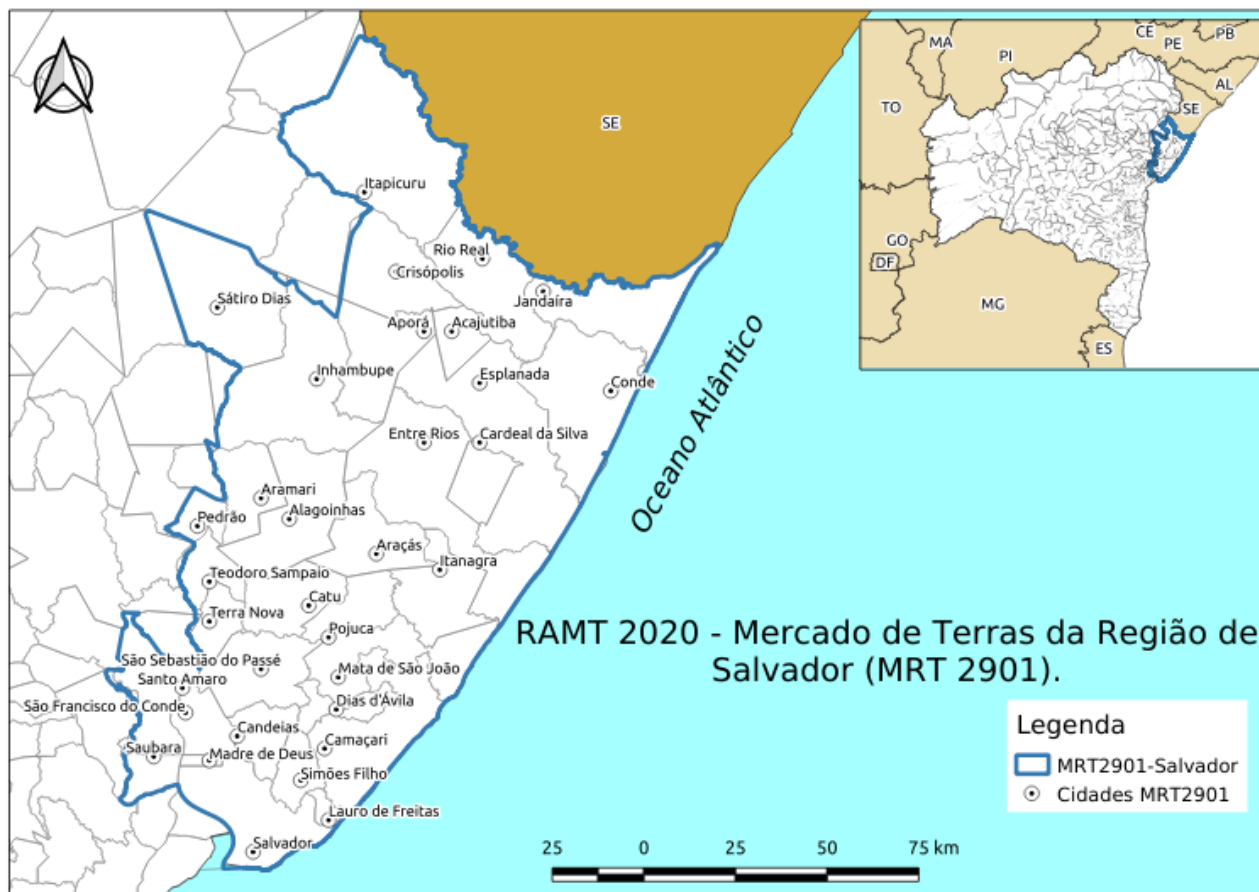 SE
Itapicuru
Rio Real
Crisópolis
Sátiro Dias
Jandaíra
Aporá
Acajutiba
Inhambupe
Esplanada
Conde
Entre Rios
Cardeal da Silva
Aramari
Pedrão
Alagoinhas
Araçás
Itanagra
Teodoro Sampaio
Catu
Terra Nova
Pojuca
São Sebastião do Passé
Mata de São João
Santo Amaro
São Francisco do Conde
Dias d'Ávila
Candeias
Camaçari
Saubara
Madre de Deus
Simões Filho
Lauro de Freitas
Salvador
Oceano Atlântico
MA
PI
CE
PE
PB
TO
AL
SE
GO
DF
MG
ES
RAMT 2020 - Mercado de Terras da Região de
Salvador (MRT 2901).
Legenda
MRT2901-Salvador
Cidades MRT2901
25 0 25 50 75 km